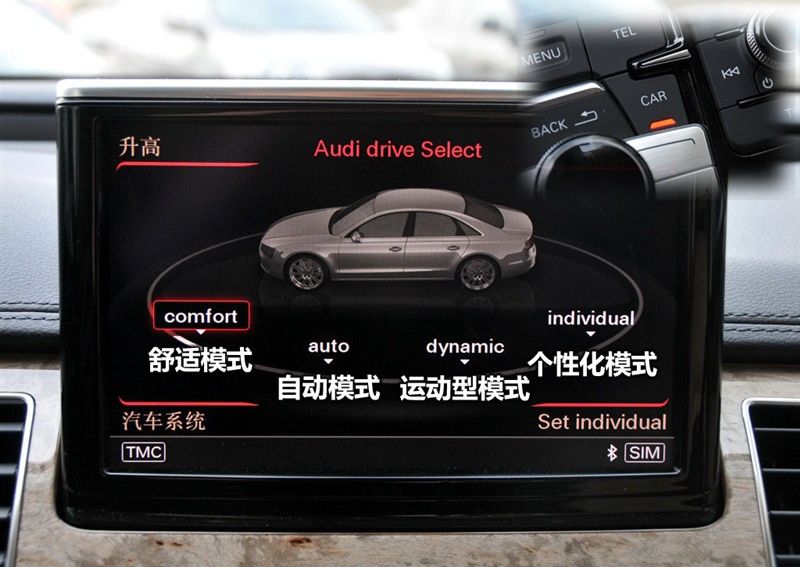 MENU
TEL
CAR
BACK
升高
Audi drive Select
comfort
舒适模式
auto
自动模式
dynamic
运动型模式
individual
个性化模式
汽车系统
Set individual
TMC
SIM